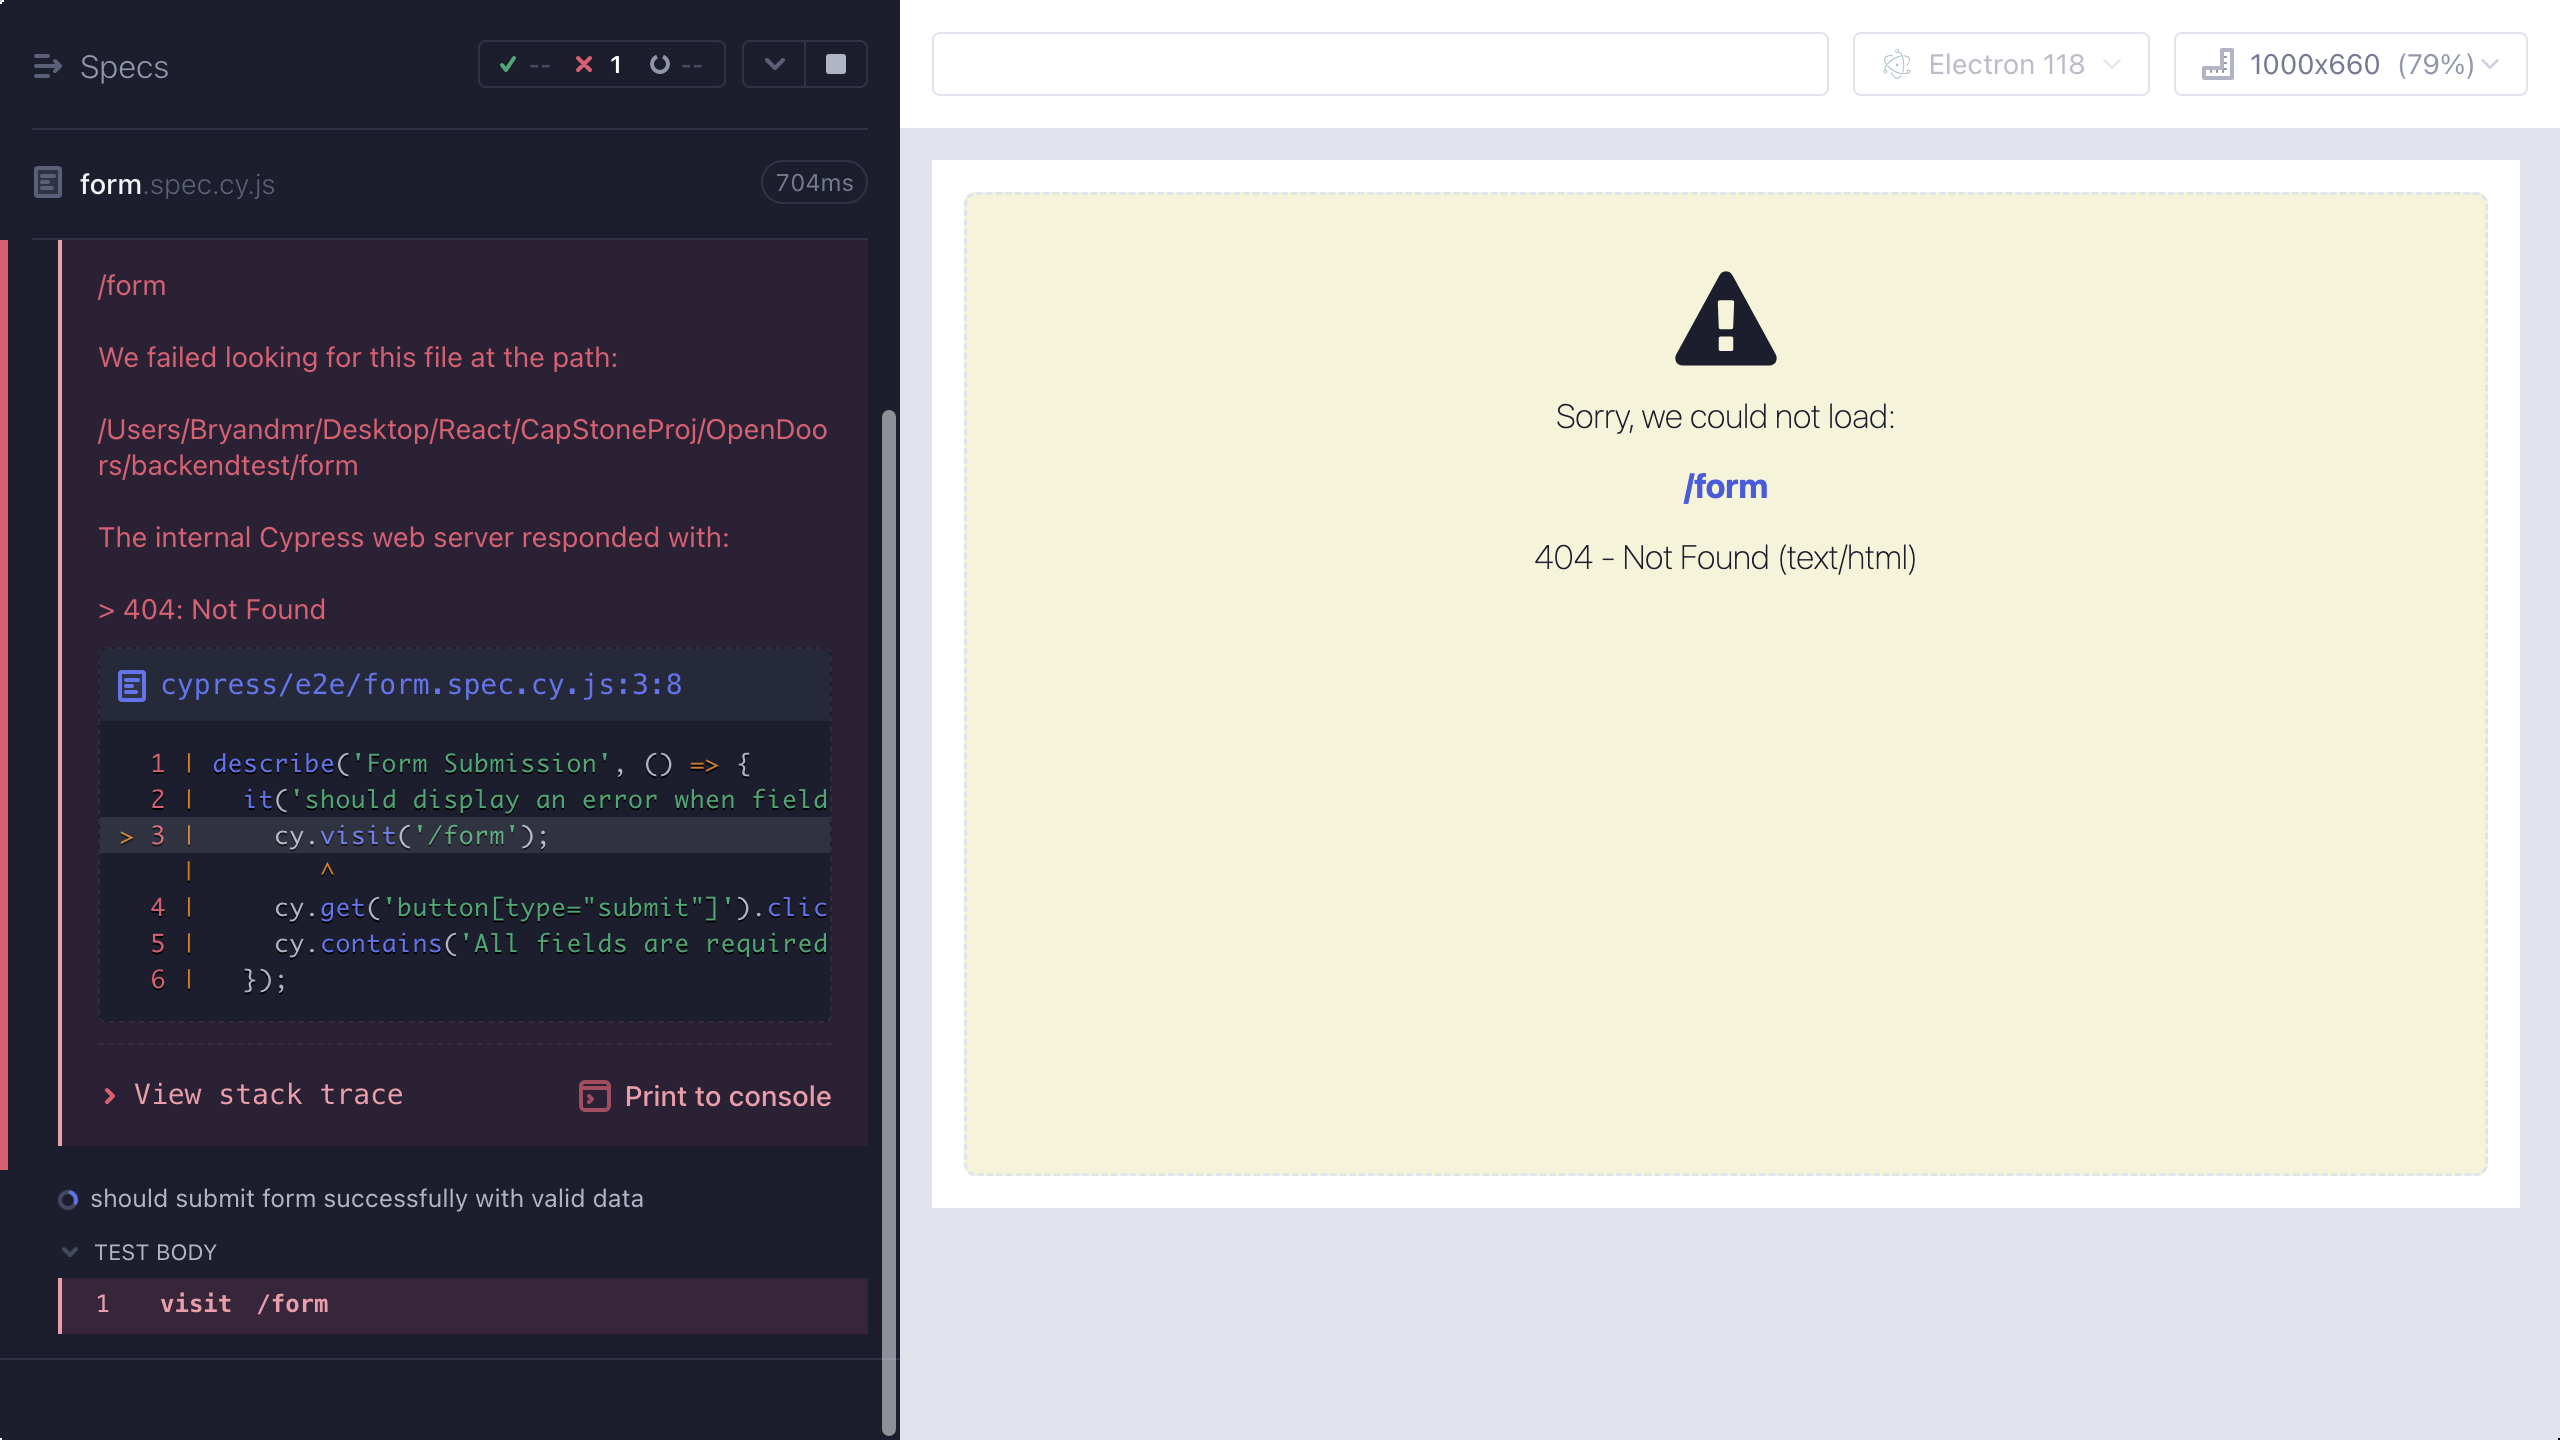 Specs
-- 1 --
Electron 118
1000x660 (79%)
form.spec.cy.js
704ms
/form
We failed looking for this file at the path:
/Users/Bryandmr/Desktop/React/CapStoneProj/OpenDoo
rs/backendtest/form
The internal Cypress web server responded with:
> 404: Not Found
cypress/e2e/form.spec.cy.js:3:8
1 | describe('Form Submission', () => {
2 |   it('should display an error when field
> 3 |     cy.visit('/form');
|        ^
4 |     cy.get('button[type="submit"]').clic
5 |     cy.contains('All fields are required
6 |   });
View stack trace
Print to console
should submit form successfully with valid data
TEST BODY
1 visit /form
Sorry, we could not load:
/form
404 - Not Found (text/html)